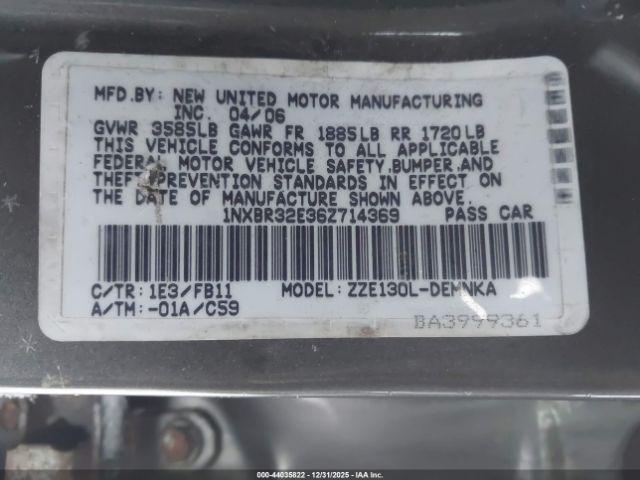 MFD.BY: NEW UNITED MOTOR MANUFACTURING
INC. 04/06
GVWR 3585LB GAWR FR 1885LB RR 1720LB
THIS VEHICLE CONFORMS TO ALL APPLICABLE
FEDERAL MOTOR VEHICLE SAFETY,BUMPER,AND
THEFT PREVENTION STANDARDS IN EFFECT ON
THE DATE OF MANUFACTURE SHOWN ABOVE.
1NXBR32E36Z714369 PASS CAR
C/TR: 1E3/FB11 MODEL: ZZE130L-DEMNKA
A/TM: -01A/C59
BA3999361
000-44035822 - 12/31/2025 - IAA Inc.